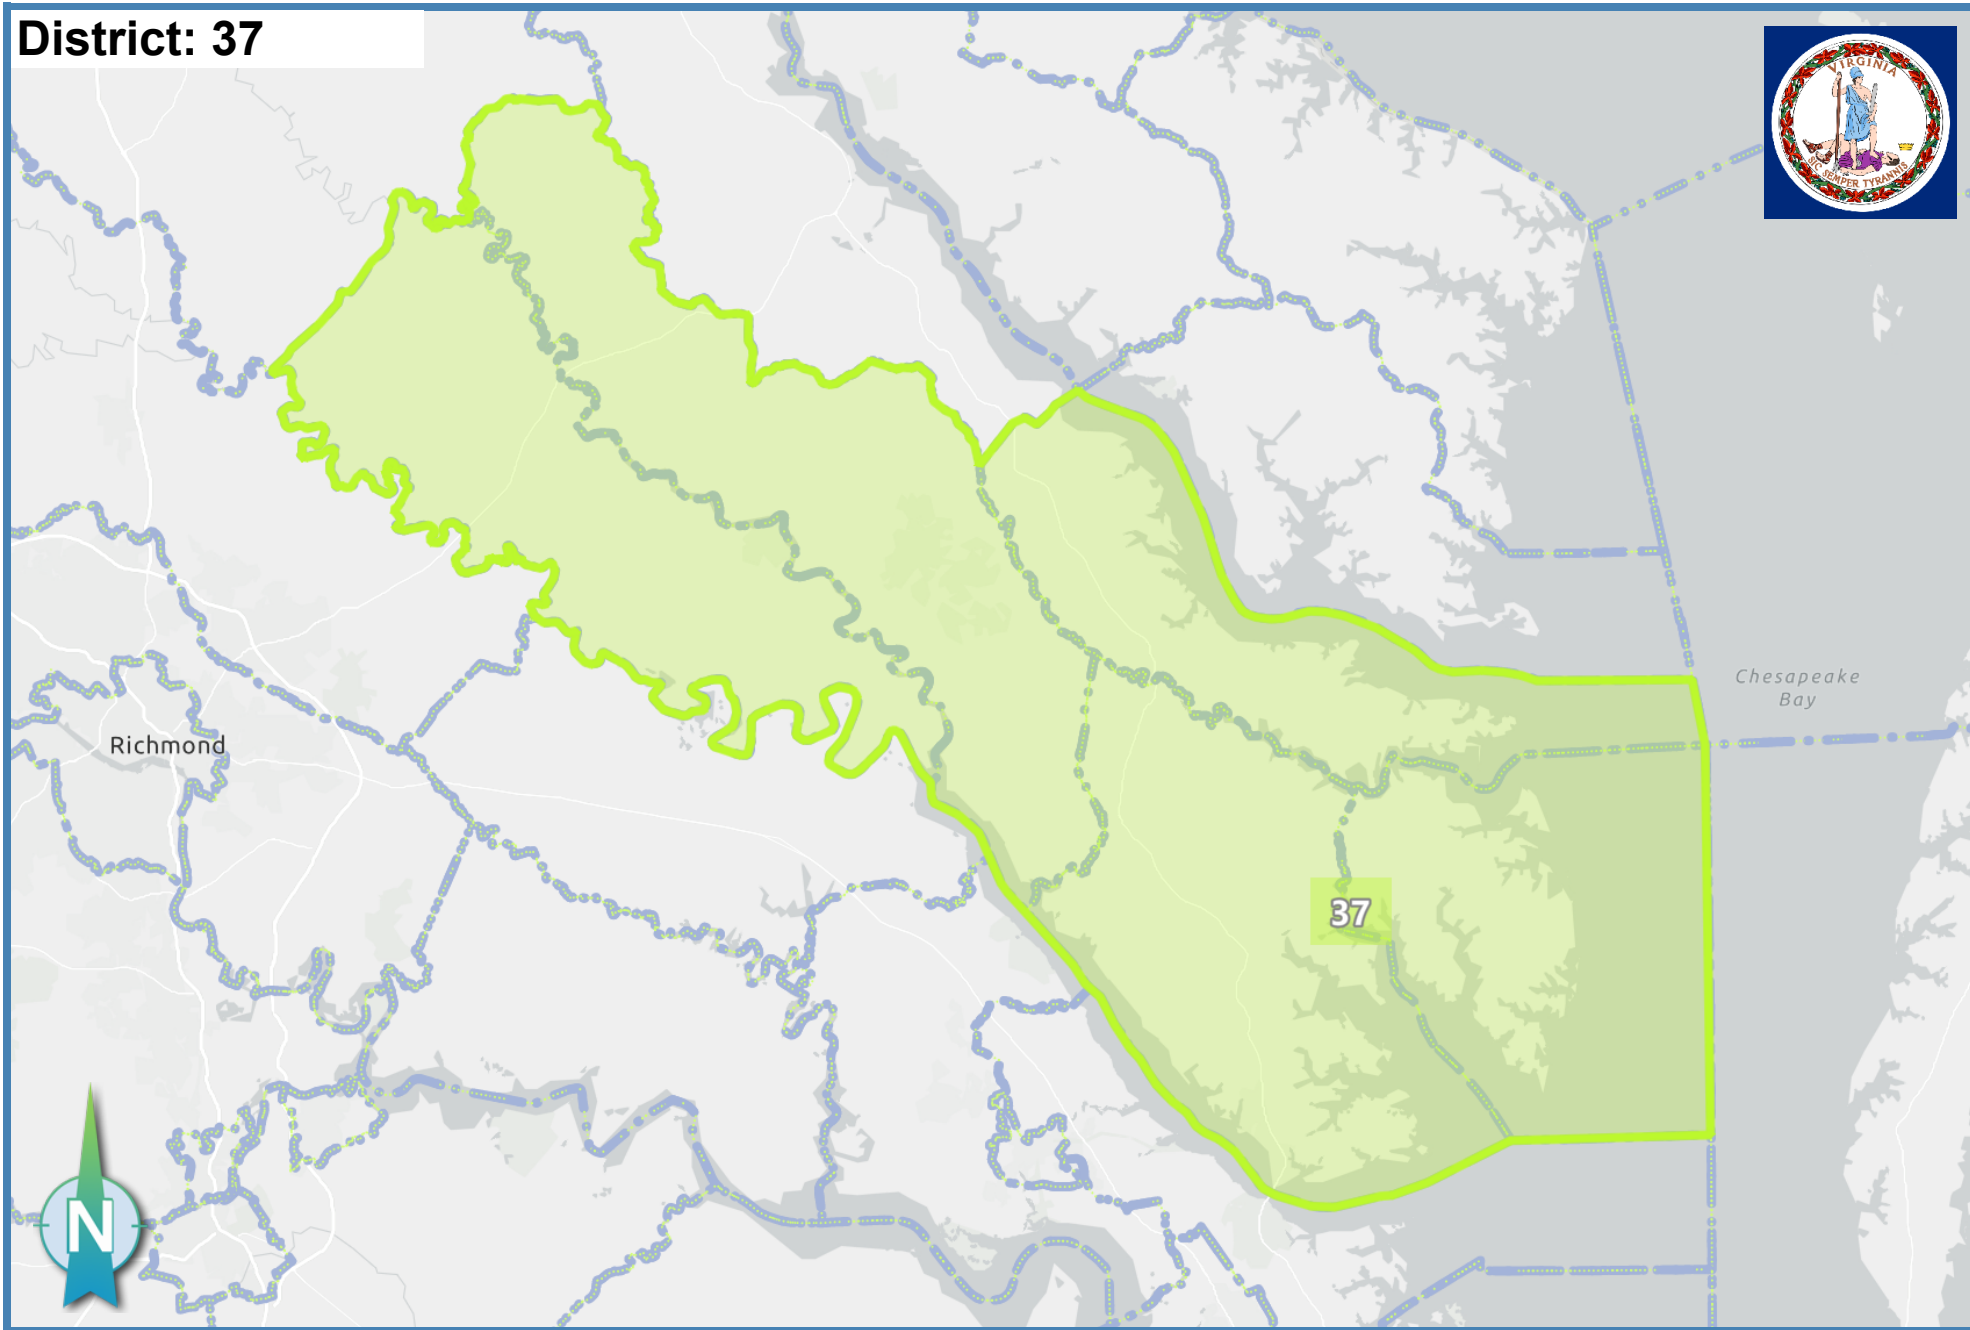 District: 37
VIRGINIA
SIC SEMPER TYRANNIS
Chesapeake
Bay
Richmond
37
N